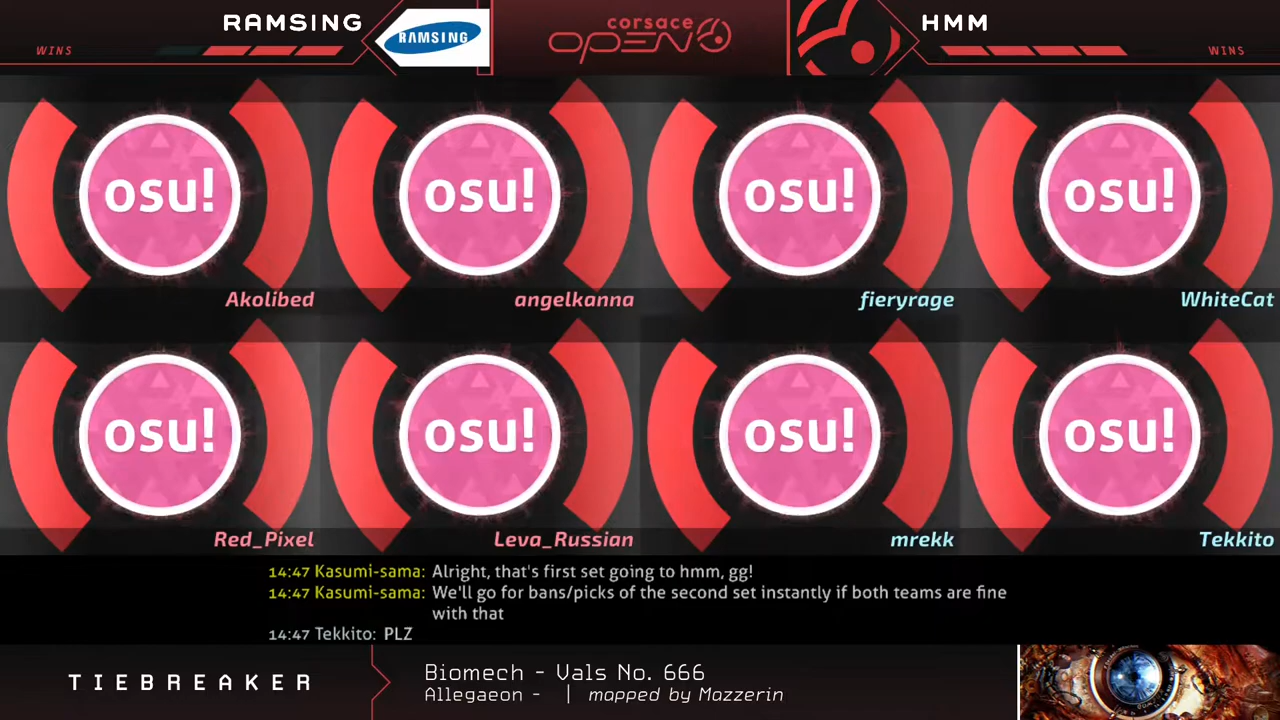 RAMSING
WINS
RAMSING
corsace
OPEN
HMM
WINS
osu!
osu!
osu!
osu!
Akolibed
angelkanna
fieryrage
WhiteCat
osu!
osu!
osu!
osu!
Red_Pixel
Leva_Russian
mrekk
Tekkito
14:47 Kasumi-sama: Alright, that's first set going to hmm, gg!
14:47 Kasumi-sama: We'll go for bans/picks of the second set instantly if both teams are fine
with that
14:47 Tekkito: PLZ
TIEBREAKER
Biomech - Vals No. 666
Allegaeon - | mapped by Mazzerin